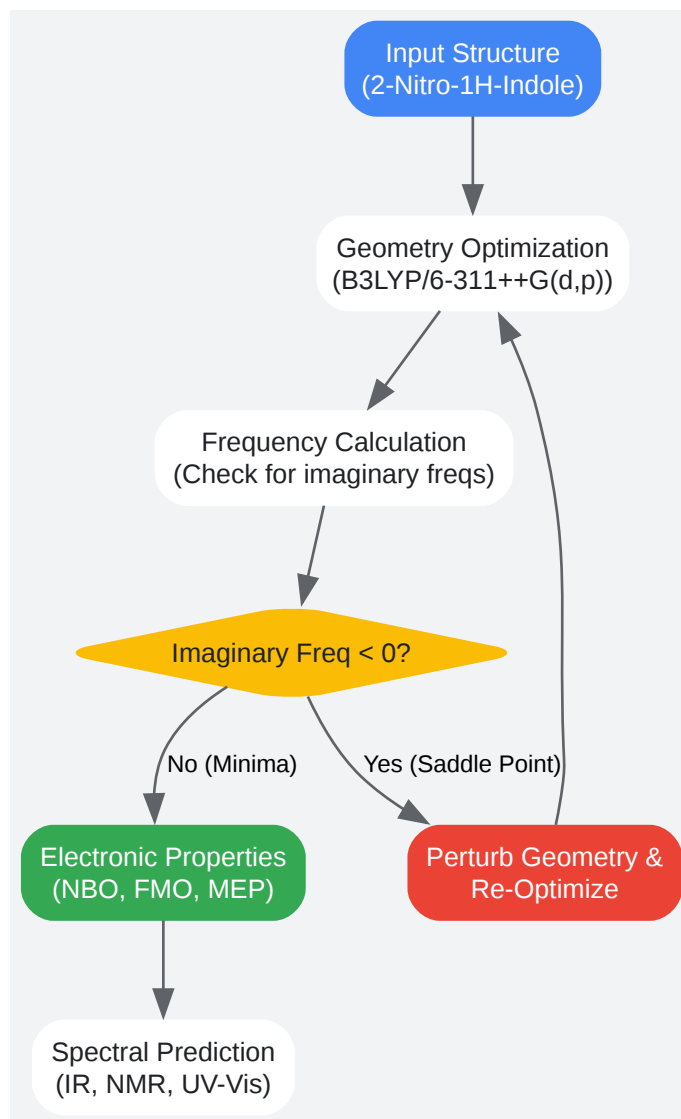 Input Structure
(2-Nitro-1H-Indole)
Geometry Optimization
(B3LYP/6-311++G(d,p))
Frequency Calculation
(Check for imaginary freqs)
Imaginary Freq < 0?
No (Minima)
Yes (Saddle Point)
Electronic Properties
(NBO, FMO, MEP)
Perturb Geometry &
Re-Optimize
Spectral Prediction
(IR, NMR, UV-Vis)